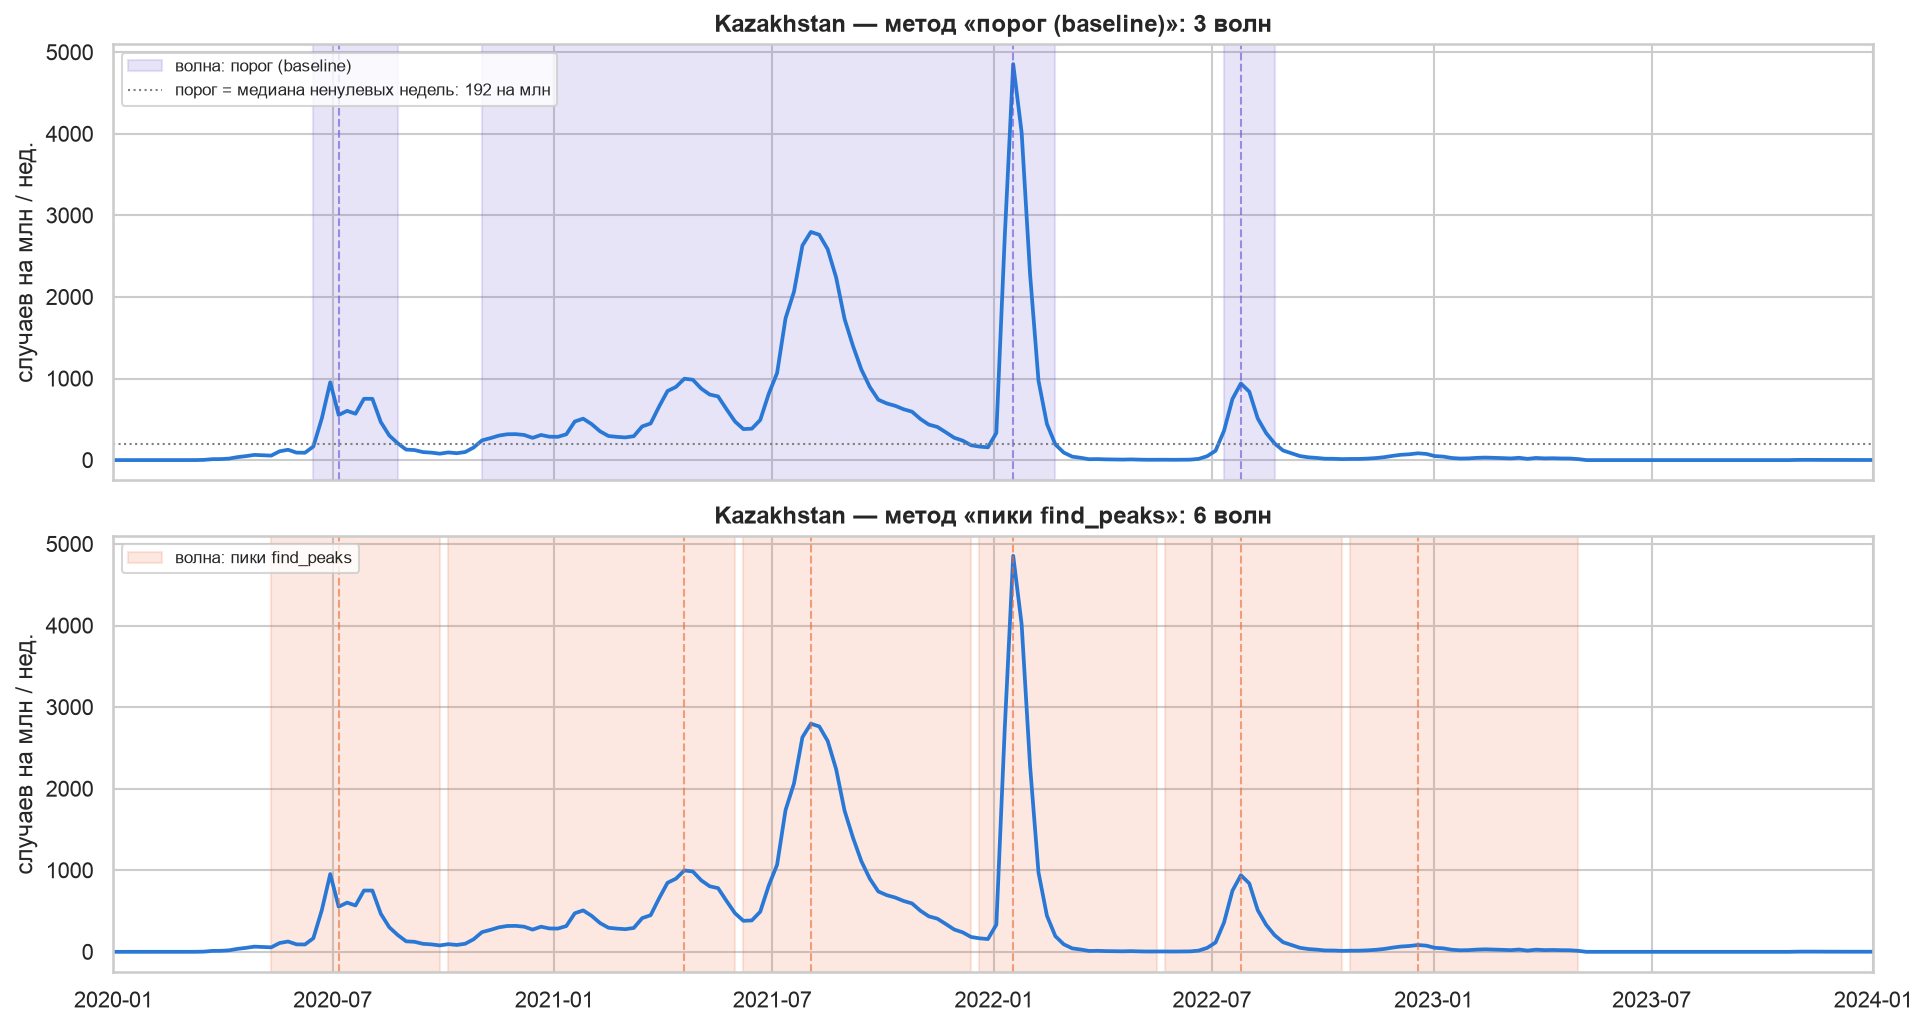 Kazakhstan — метод «порог (baseline)»: 3 волн
5000
4000
3000
2000
1000
0
случаев на млн / нед.
волна: порог (baseline)
порог = медиана ненулевых недель: 192 на млн
Kazakhstan — метод «пики find_peaks»: 6 волн
5000
4000
3000
2000
1000
0
случаев на млн / нед.
волна: пики find_peaks
2020-01 2020-07 2021-01 2021-07 2022-01 2022-07 2023-01 2023-07 2024-01